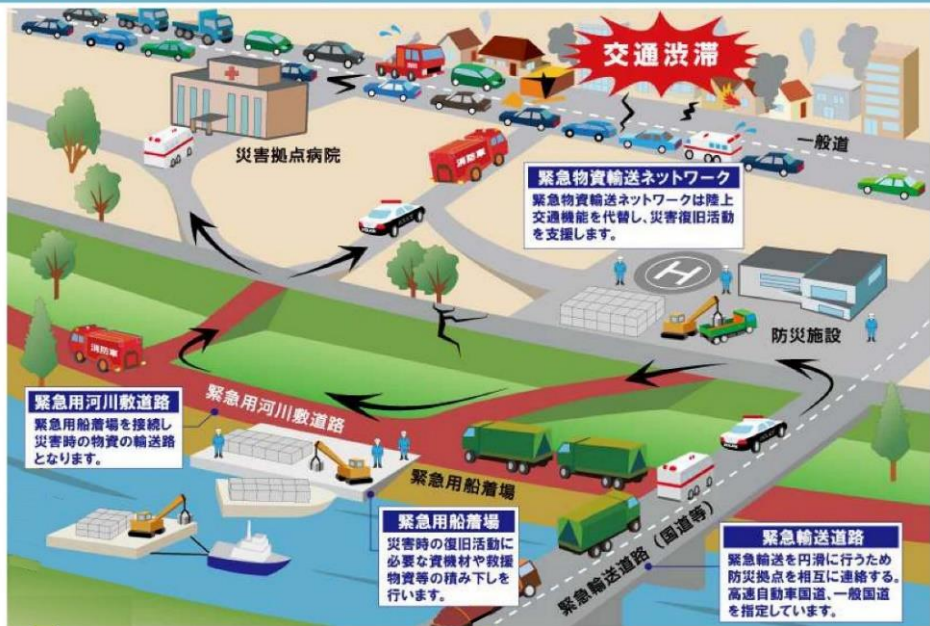 交通渋滞
一般道
災害拠点病院
消防車
緊急物資輸送ネットワーク
緊急物資輸送ネットワークは陸上
交通機能を代替し、災害復旧活動
を支援します。
防災施設
消防車
緊急用河川敷道路
緊急用河川敷道路
緊急用船着場を接続し
災害時の物資の輸送路
となります。
緊急用船着場
緊急用船着場
災害時の復旧活動に
必要な資機材や救援
物資等の積み下しを
行います。
緊急輸送道路(国道等)
緊急輸送道路
緊急輸送を円滑に行うため
防災拠点を相互に連絡する。
高速自動車国道、一般国道
を指定しています。
H